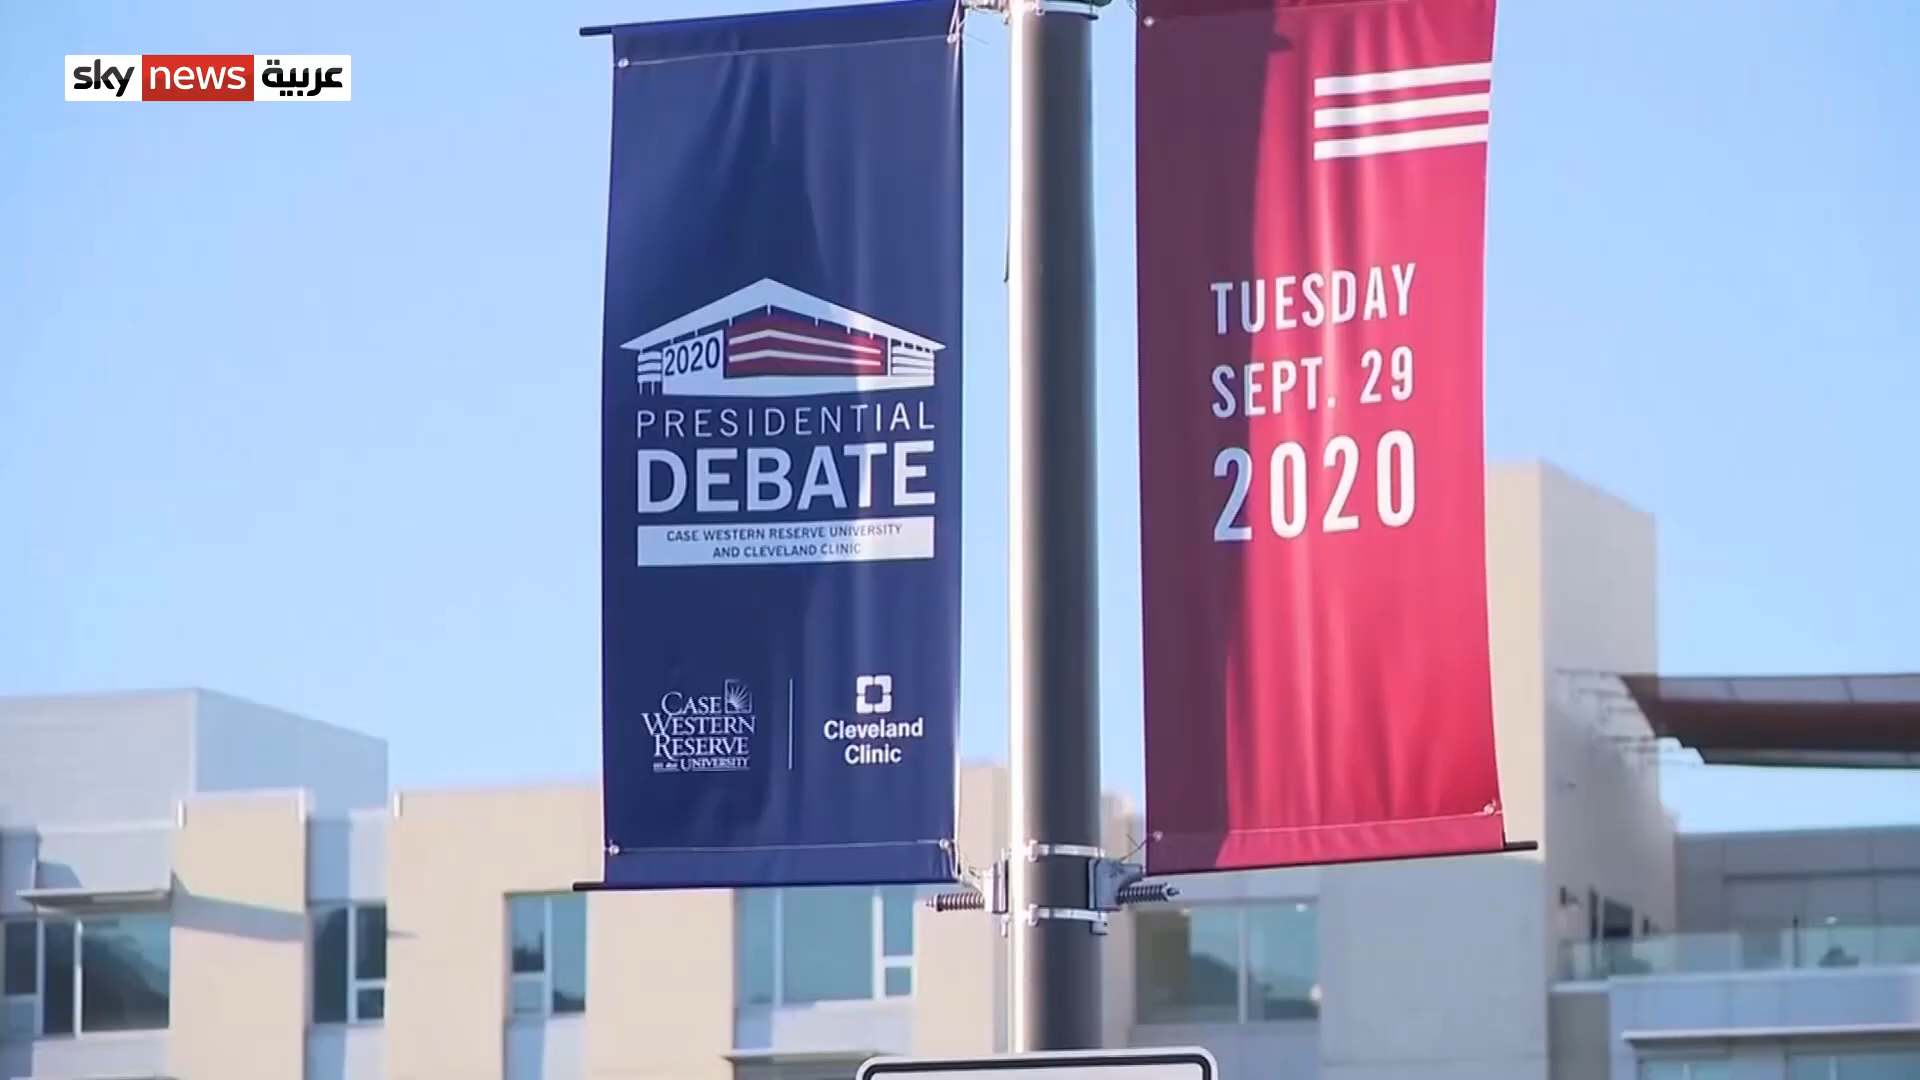 sky news عربية
2020
PRESIDENTIAL
DEBATE
CASE WESTERN RESERVE UNIVERSITY
AND CLEVELAND CLINIC
CASE
WESTERN
RESERVE
UNIVERSITY
Cleveland
Clinic
TUESDAY
SEPT. 29
2020